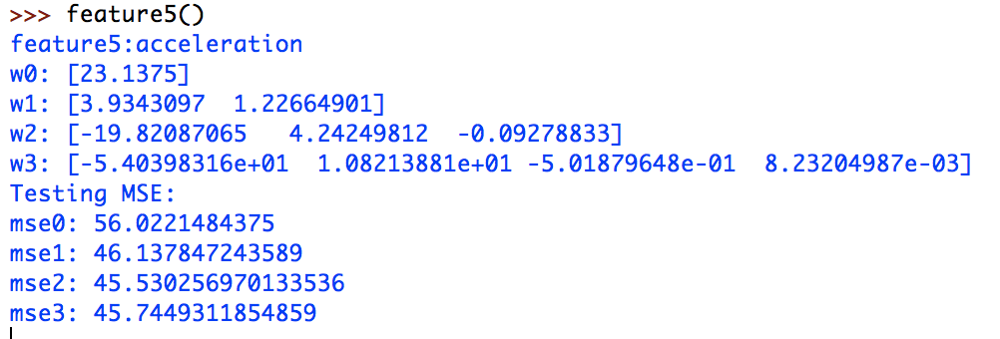 >>> feature5()
feature5:acceleration
w0: [23.1375]
w1: [3.9343097  1.22664901]
w2: [-19.82087065   4.24249812  -0.09278833]
w3: [-5.40398316e+01  1.08213881e+01 -5.01879648e-01  8.23204987e-03]
Testing MSE:
mse0: 56.0221484375
mse1: 46.137847243589
mse2: 45.530256970133536
mse3: 45.7449311854859